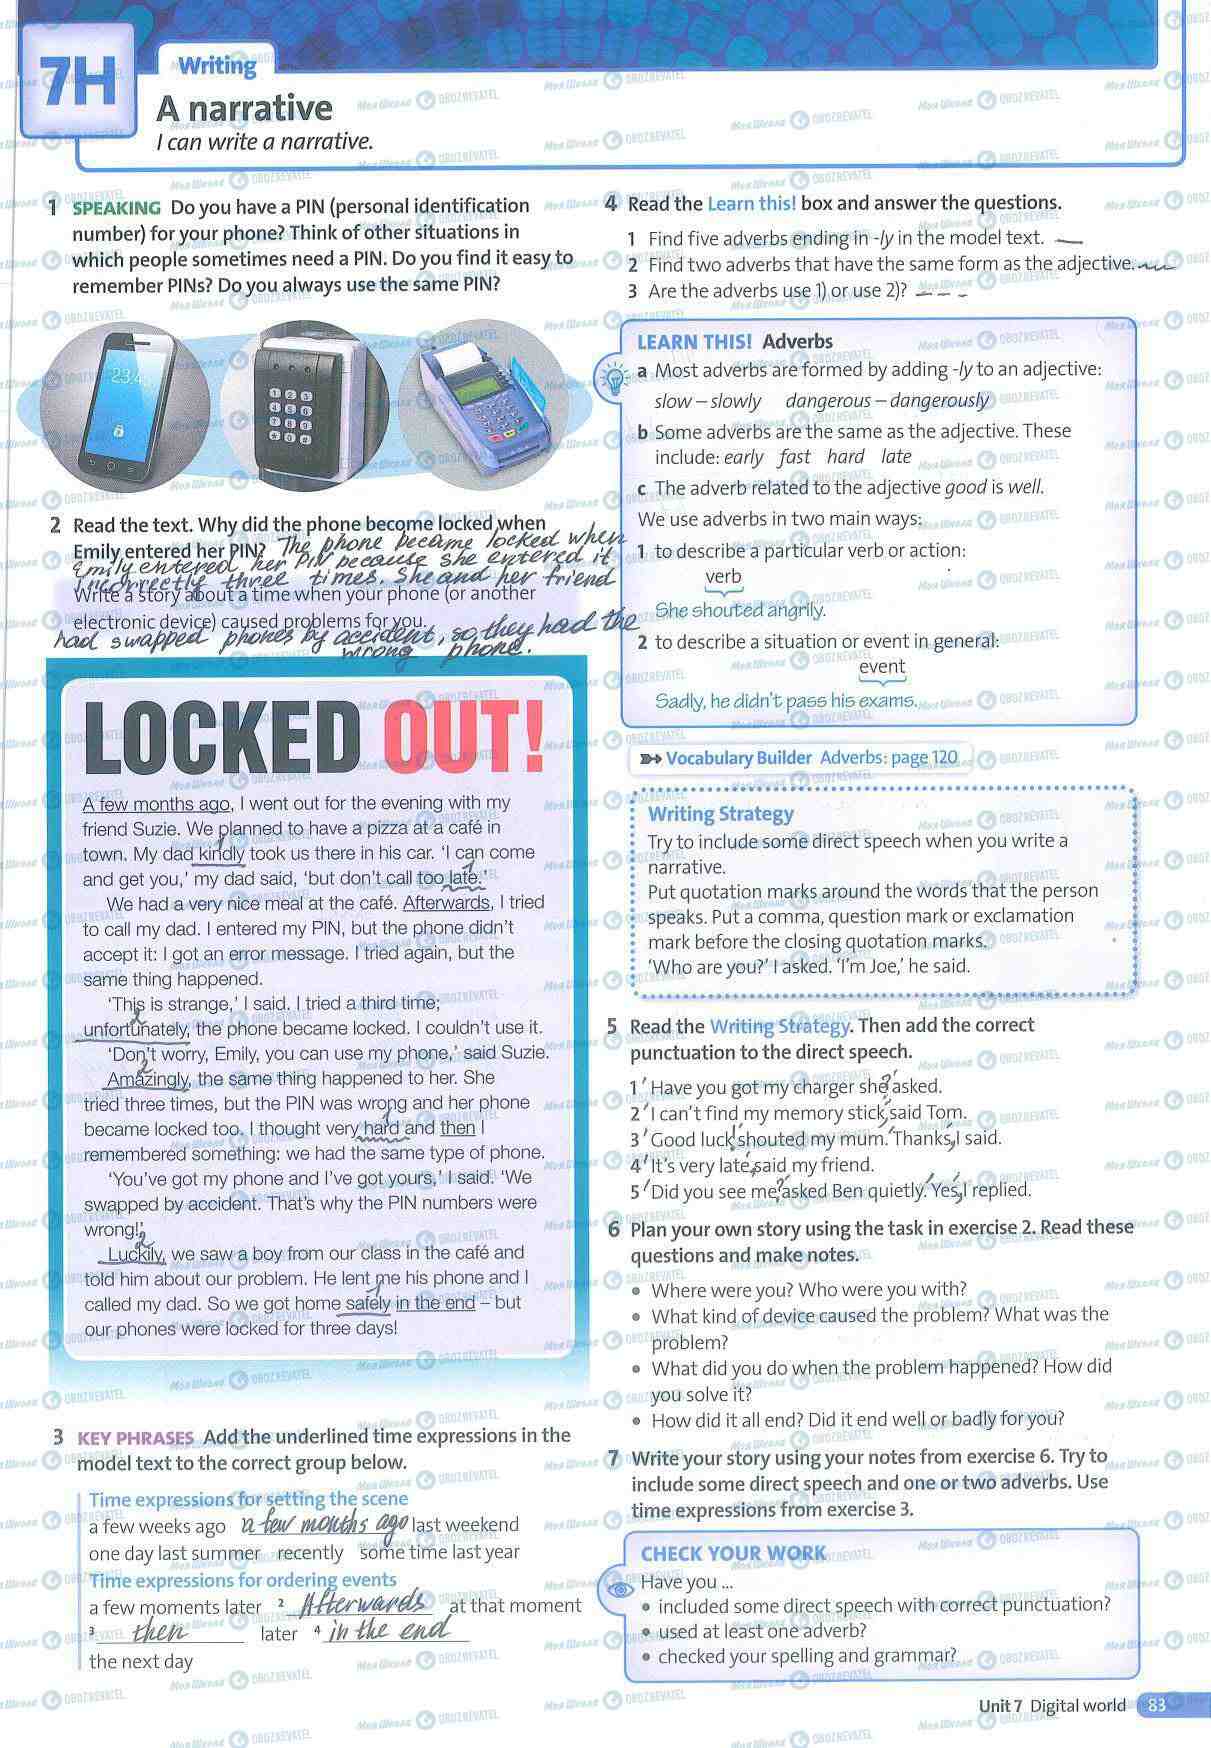 7H
Writing
A narrative
I can write a narrative.
1 SPEAKING Do you have a PIN (personal identification
number) for your phone? Think of other situations in
which people sometimes need a PIN. Do you find it easy to
remember PINs? Do you always use the same PIN?
23:45
2 Read the text. Why did the phone become locked when
Emily entered her PIN? The phone became locked when
Emily entered her PIN because she entered it
incorrectly three times. She and her friend
Write a story about a time when your phone (or another
electronic device) caused problems for you.
had swapped phones by accident, so they had the
wrong phone.
LOCKED OUT!
A few months ago, I went out for the evening with my
friend Suzie. We planned to have a pizza at a café in
town. My dad kindly took us there in his car. ‘I can come
and get you,’ my dad said, ‘but don’t call too late.’
We had a very nice meal at the café. Afterwards, I tried
to call my dad. I entered my PIN, but the phone didn’t
accept it: I got an error message. I tried again, but the
same thing happened.
‘This is strange,’ I said. I tried a third time;
unfortunately, the phone became locked. I couldn’t use it.
‘Don’t worry, Emily, you can use my phone,’ said Suzie.
Amazingly, the same thing happened to her. She
tried three times, but the PIN was wrong and her phone
became locked too. I thought very hard and then I
remembered something: we had the same type of phone.
‘You’ve got my phone and I’ve got yours,’ I said. ‘We
swapped by accident. That’s why the PIN numbers were
wrong!’
Luckily, we saw a boy from our class in the café and
told him about our problem. He lent me his phone and I
called my dad. So we got home safely in the end – but
our phones were locked for three days!
3 KEY PHRASES Add the underlined time expressions in the
model text to the correct group below.
Time expressions for setting the scene
a few weeks ago a few months ago last weekend
one day last summer recently some time last year
Time expressions for ordering events
a few moments later 2 Afterwards at that moment
3 then later 4 in the end
the next day
4 Read the Learn this! box and answer the questions.
1 Find five adverbs ending in -ly in the model text.
2 Find two adverbs that have the same form as the adjective.
3 Are the adverbs use 1) or use 2)?
LEARN THIS! Adverbs
a Most adverbs are formed by adding -ly to an adjective:
slow – slowly dangerous – dangerously
b Some adverbs are the same as the adjective. These
include: early fast hard late
c The adverb related to the adjective good is well.
We use adverbs in two main ways:
1 to describe a particular verb or action:
verb
She shouted angrily.
2 to describe a situation or event in general:
event
Sadly, he didn’t pass his exams.
Vocabulary Builder Adverbs: page 120
Writing Strategy
Try to include some direct speech when you write a
narrative.
Put quotation marks around the words that the person
speaks. Put a comma, question mark or exclamation
mark before the closing quotation marks.
‘Who are you?’ I asked. ‘I’m Joe,’ he said.
5 Read the Writing Strategy. Then add the correct
punctuation to the direct speech.
1 ‘Have you got my charger?’ she asked.
2 ‘I can’t find my memory stick,’ said Tom.
3 ‘Good luck!’ shouted my mum. ‘Thanks,’ I said.
4 ‘It’s very late,’ said my friend.
5 ‘Did you see me?’ asked Ben quietly. ‘Yes,’ I replied.
6 Plan your own story using the task in exercise 2. Read these
questions and make notes.
• Where were you? Who were you with?
• What kind of device caused the problem? What was the
problem?
• What did you do when the problem happened? How did
you solve it?
• How did it all end? Did it end well or badly for you?
7 Write your story using your notes from exercise 6. Try to
include some direct speech and one or two adverbs. Use
time expressions from exercise 3.
CHECK YOUR WORK
Have you ...
• included some direct speech with correct punctuation?
• used at least one adverb?
• checked your spelling and grammar?
Unit 7 Digital world 83